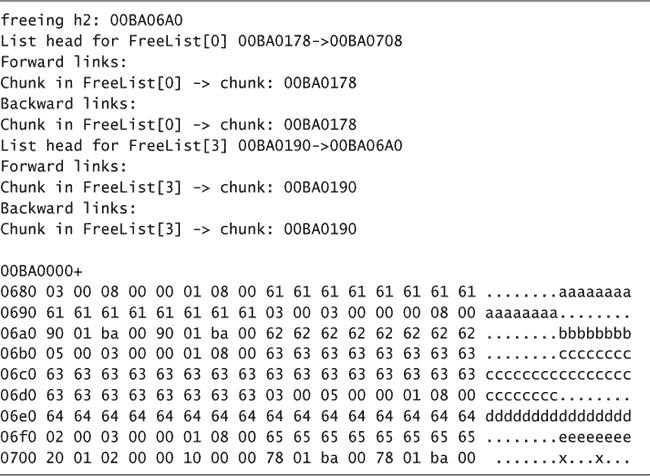 freeing h2: 00BA06A0
List head for FreeList[0] 00BA0178->00BA0708
Forward links:
Chunk in FreeList[0] -> chunk: 00BA0178
Backward links:
Chunk in FreeList[0] -> chunk: 00BA0178
List head for FreeList[3] 00BA0190->00BA06A0
Forward links:
Chunk in FreeList[3] -> chunk: 00BA0190
Backward links:
Chunk in FreeList[3] -> chunk: 00BA0190
00BA0000+
0680 03 00 08 00 00 01 08 00 61 61 61 61 61 61 61 61 ........aaaaaaaa
0690 61 61 61 61 61 61 61 61 03 00 03 00 00 00 08 00 aaaaaaaa........
06a0 90 01 ba 00 90 01 ba 00 62 62 62 62 62 62 62 62 ........bbbbbbbb
06b0 05 00 03 00 00 01 08 00 63 63 63 63 63 63 63 63 ........cccccccc
06c0 63 63 63 63 63 63 63 63 63 63 63 63 63 63 63 63 cccccccccccccccc
06d0 63 63 63 63 63 63 63 63 03 00 05 00 00 01 08 00 cccccccc........
06e0 64 64 64 64 64 64 64 64 64 64 64 64 64 64 64 64 dddddddddddddddd
06f0 02 00 03 00 00 01 08 00 65 65 65 65 65 65 65 65 ........eeeeeeee
0700 20 01 02 00 00 10 00 00 78 01 ba 00 78 01 ba 00 .......x...x...